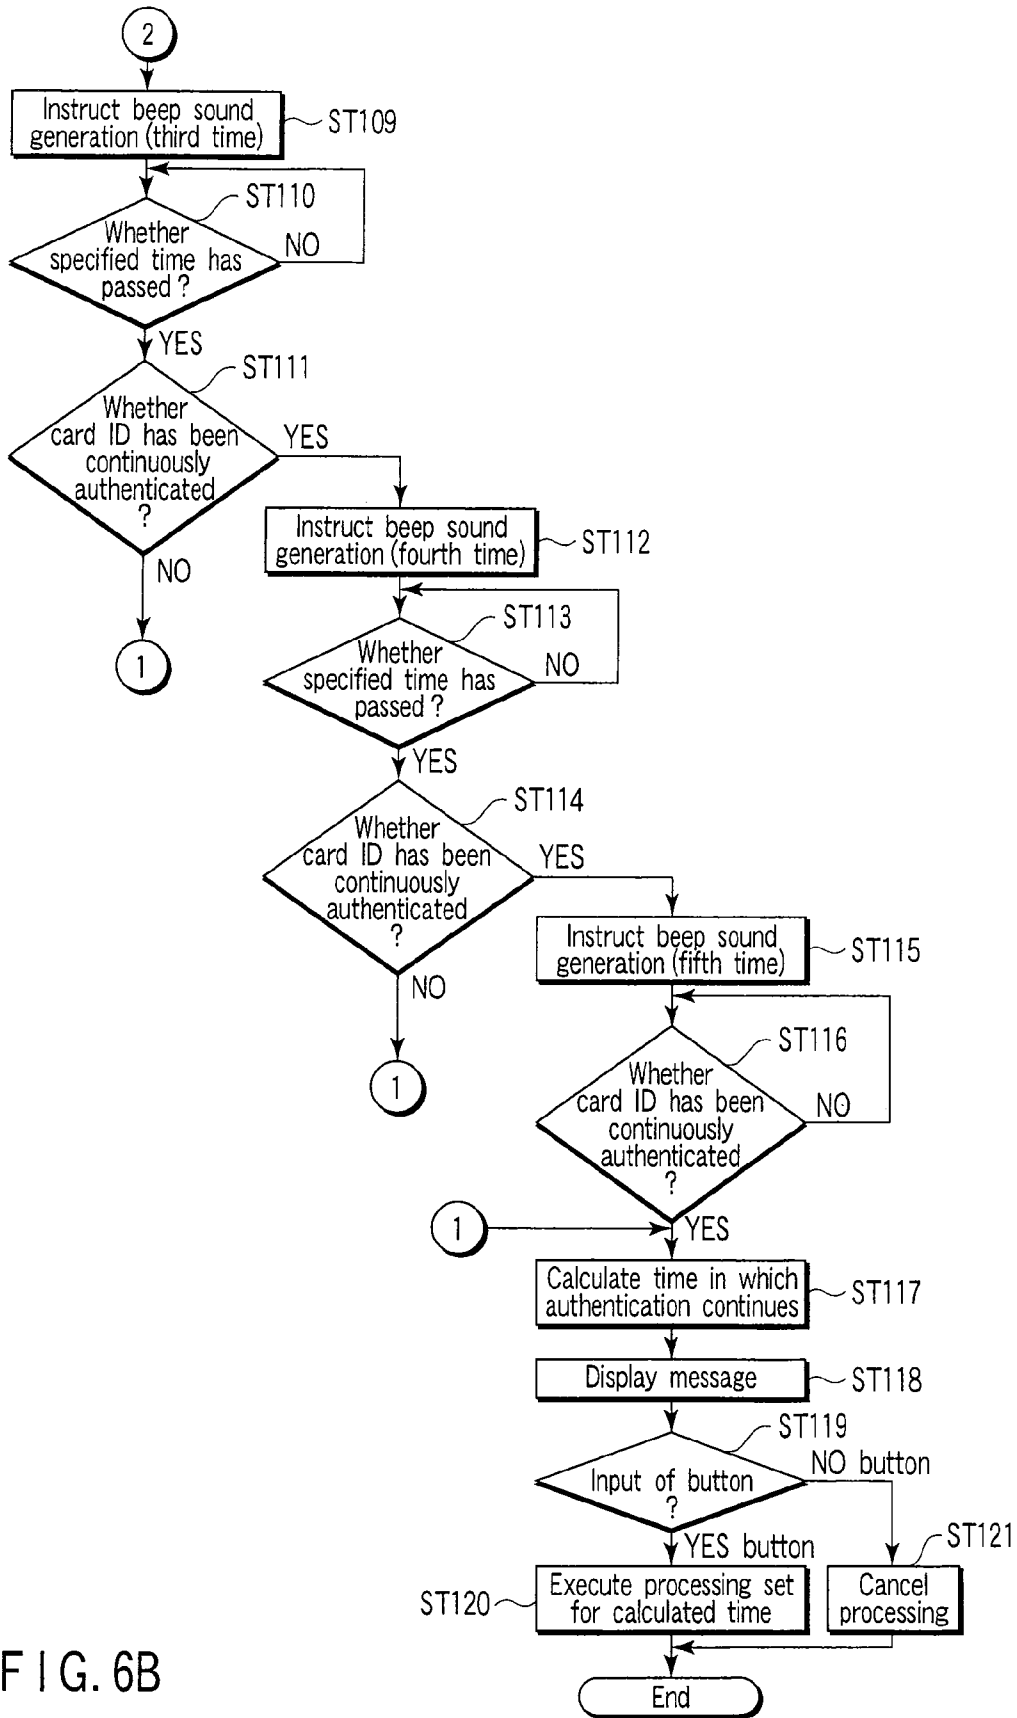 2
Instruct beep sound
generation (third time)
ST109
ST110
Whether
specified time has
passed ?
NO
YES
ST111
Whether
card ID has been
continuously
authenticated
?
YES
NO
1
Instruct beep sound
generation (fourth time)
ST112
ST113
Whether
specified time has
passed ?
NO
YES
ST114
Whether
card ID has been
continuously
authenticated
?
YES
NO
1
Instruct beep sound
generation (fifth time)
ST115
ST116
Whether
card ID has been
continuously
authenticated
?
NO
YES
1
Calculate time in which
authentication continues
ST117
Display message
ST118
ST119
Input of button
?
NO button
YES button
ST120
Execute processing set
for calculated time
ST121
Cancel
processing
End
FIG. 6B